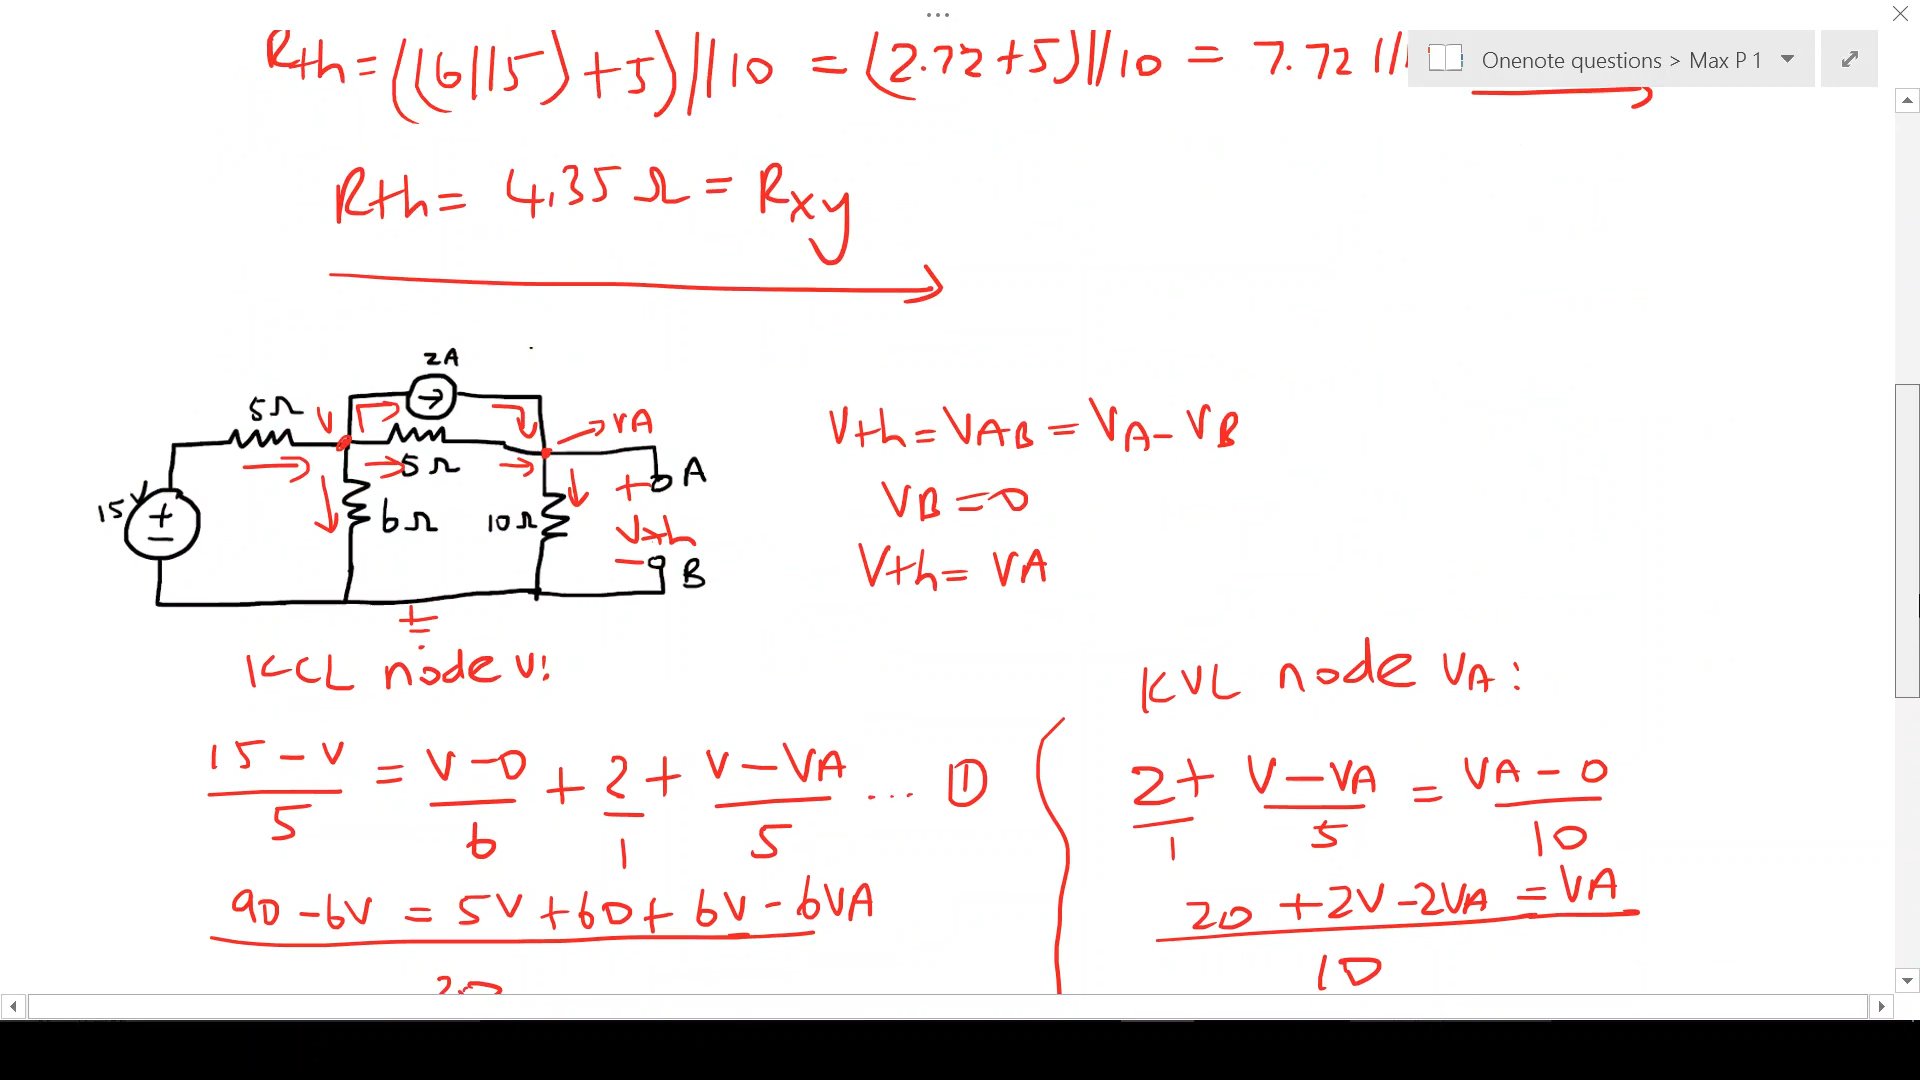 Rth = ((6||5)+5)||10 = (2.72+5)||10 = 7.72 ||
Onenote questions > Max P 1
Rth = 4.35 Ω = Rxy
2A
5Ω V VA
5Ω A
15V + - 6Ω 10Ω + Vth - B
Vth = VAB = VA - VB
VB = 0
Vth = VA
KCL node V: KVL node VA:
15 - V / 5 = V - 0 / 6 + 2 / 1 + V - VA / 5 .... ①
2 / 1 + V - VA / 5 = VA - 0 / 10
90 - 6V = 5V + 60 + 6V - 6VA
30
20 + 2V - 2VA = VA
10